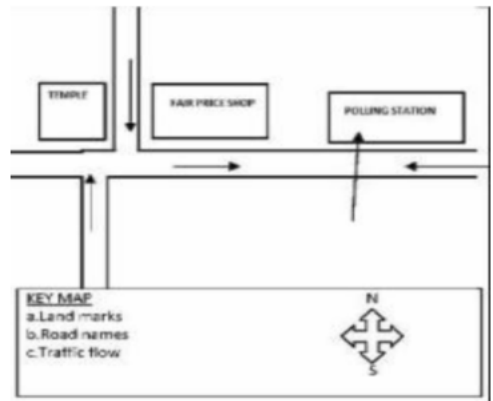 TEMPLE
FAIR PRICE SHOP
POLLING STATION
KEY MAP
a.Land marks
b.Road names
c.Traffic flow
N
S